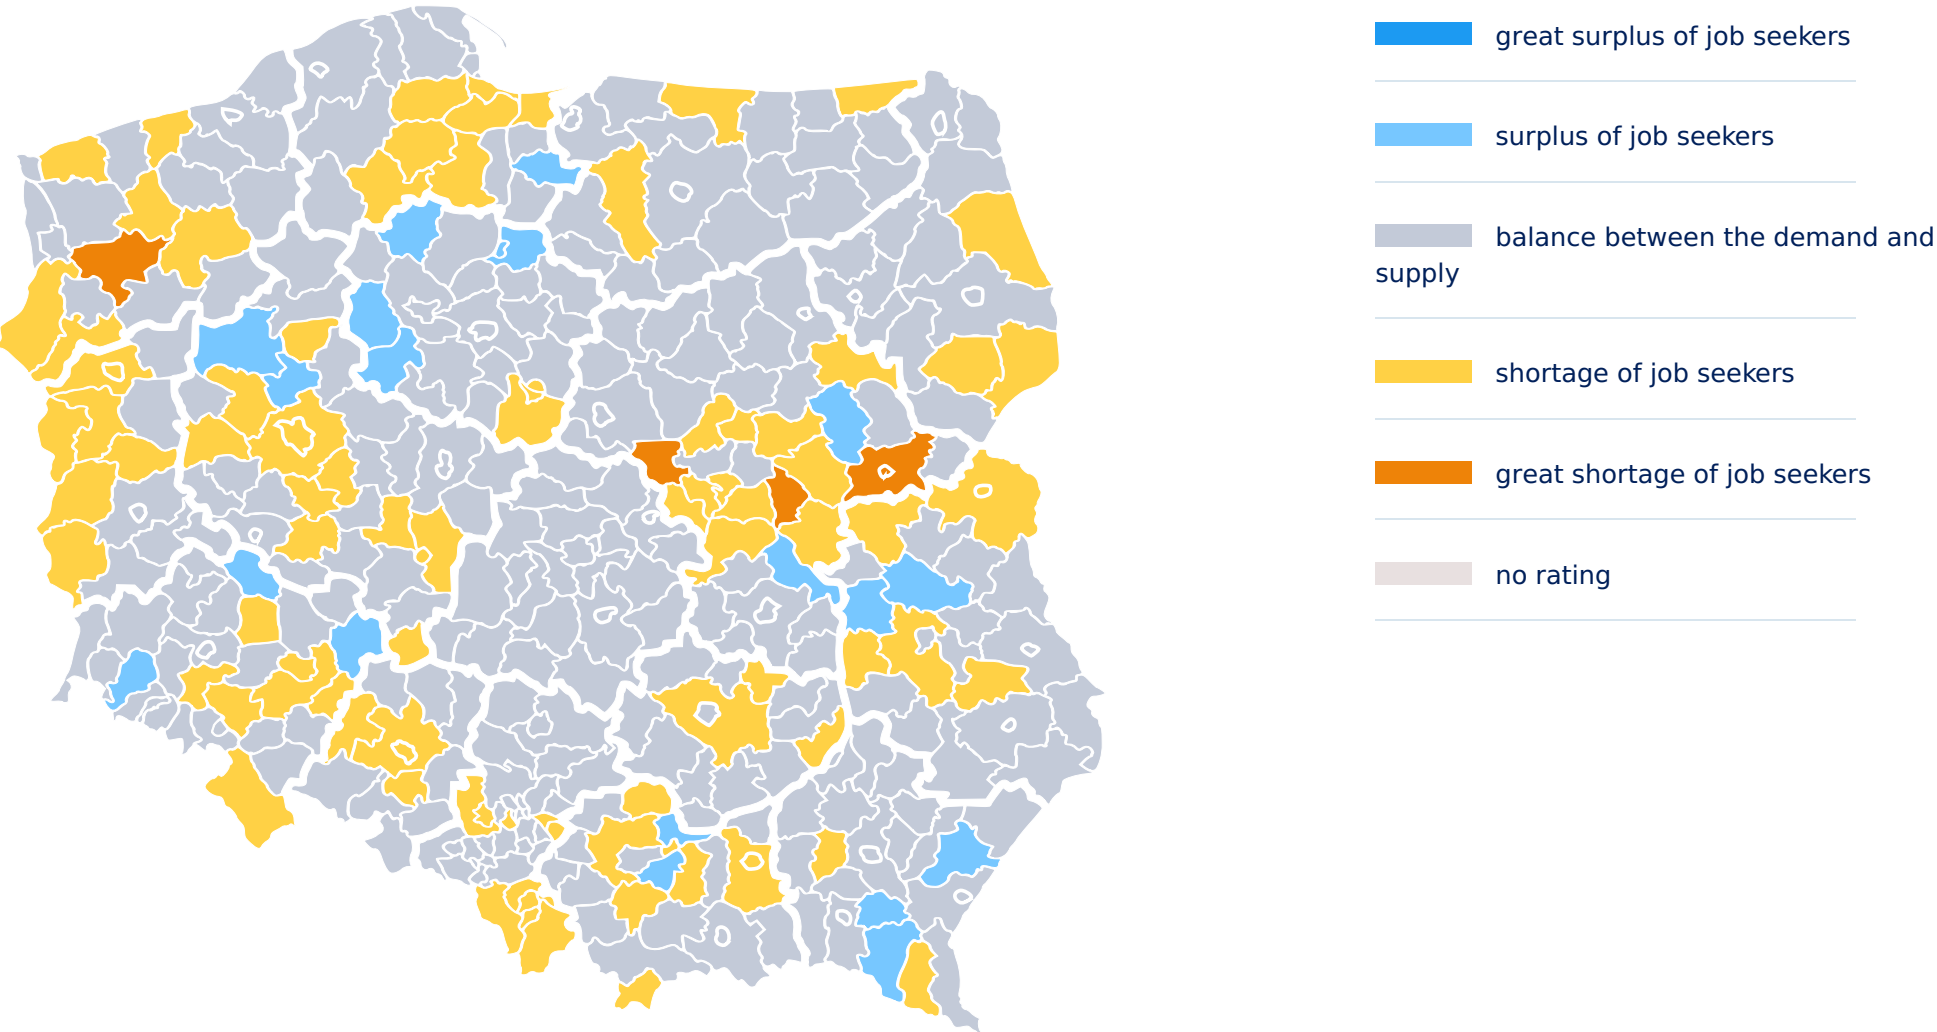 great surplus of job seekers
surplus of job seekers
balance between the demand and
supply
shortage of job seekers
great shortage of job seekers
no rating